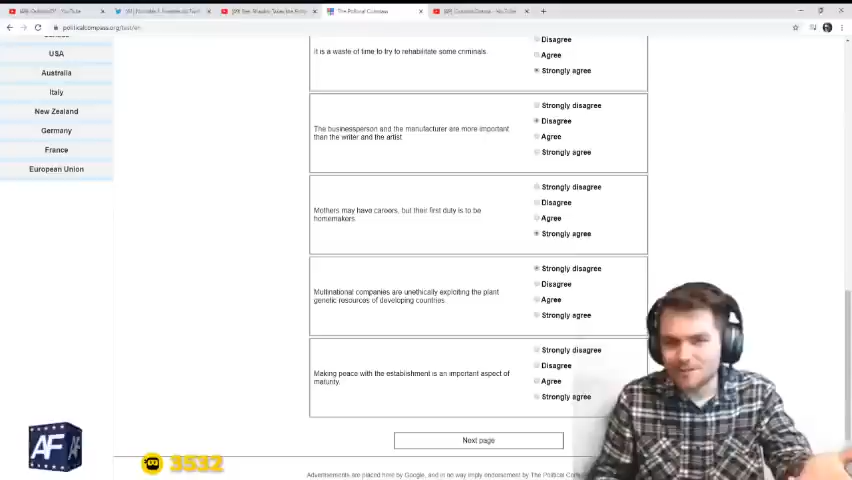 politicalcompass.org/test/en
The Political Compass
USA
Australia
Italy
New Zealand
Germany
France
European Union
It is a waste of time to try to rehabilitate some criminals.
Disagree
Agree
Strongly agree
The businessperson and the manufacturer are more important
than the writer and the artist.
Strongly disagree
Disagree
Agree
Strongly agree
Mothers may have careers, but their first duty is to be
homemakers.
Strongly disagree
Disagree
Agree
Strongly agree
Multinational companies are unethically exploiting the plant
genetic resources of developing countries.
Strongly disagree
Disagree
Agree
Strongly agree
Making peace with the establishment is an important aspect of
maturity.
Strongly disagree
Disagree
Agree
Strongly agree
Next page
AF
3532
Advertisements are placed here by Google, and in no way imply endorsement by The Political